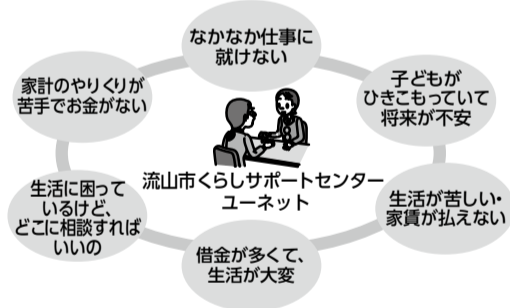 なかなか仕事に
就けない
子どもが
ひきこもっていて
将来が不安
生活が苦しい・
家賃が払えない
借金が多くて、
生活が大変
生活に困って
いるけど、
どこに相談すれば
いいの
家計のやりくりが
苦手でお金がない
流山市くらしサポートセンター
ユーネット